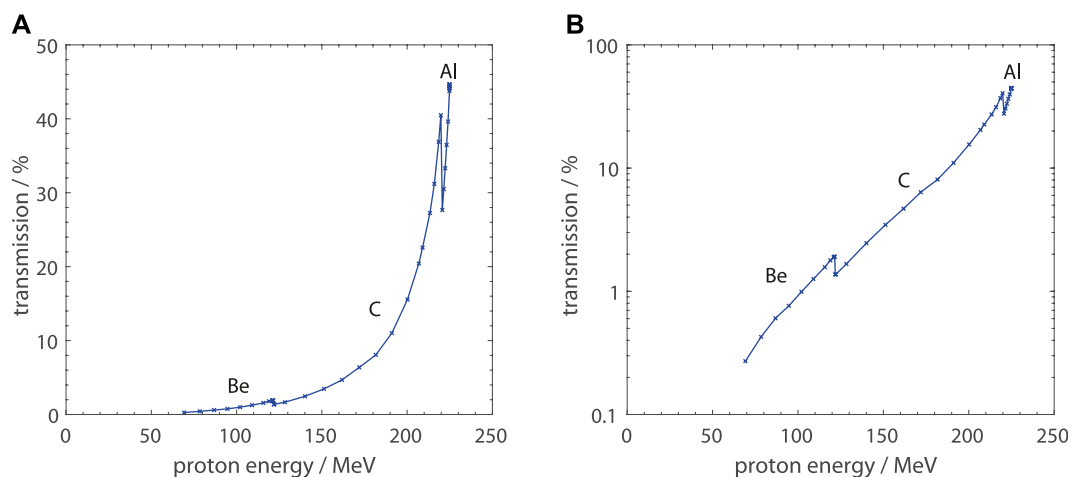 A
50
40
30
20
10
0
transmission / %
Al
C
Be
0 50 100 150 200 250
proton energy / MeV
B
100
10
1
0.1
transmission / %
Al
C
Be
0 50 100 150 200 250
proton energy / MeV